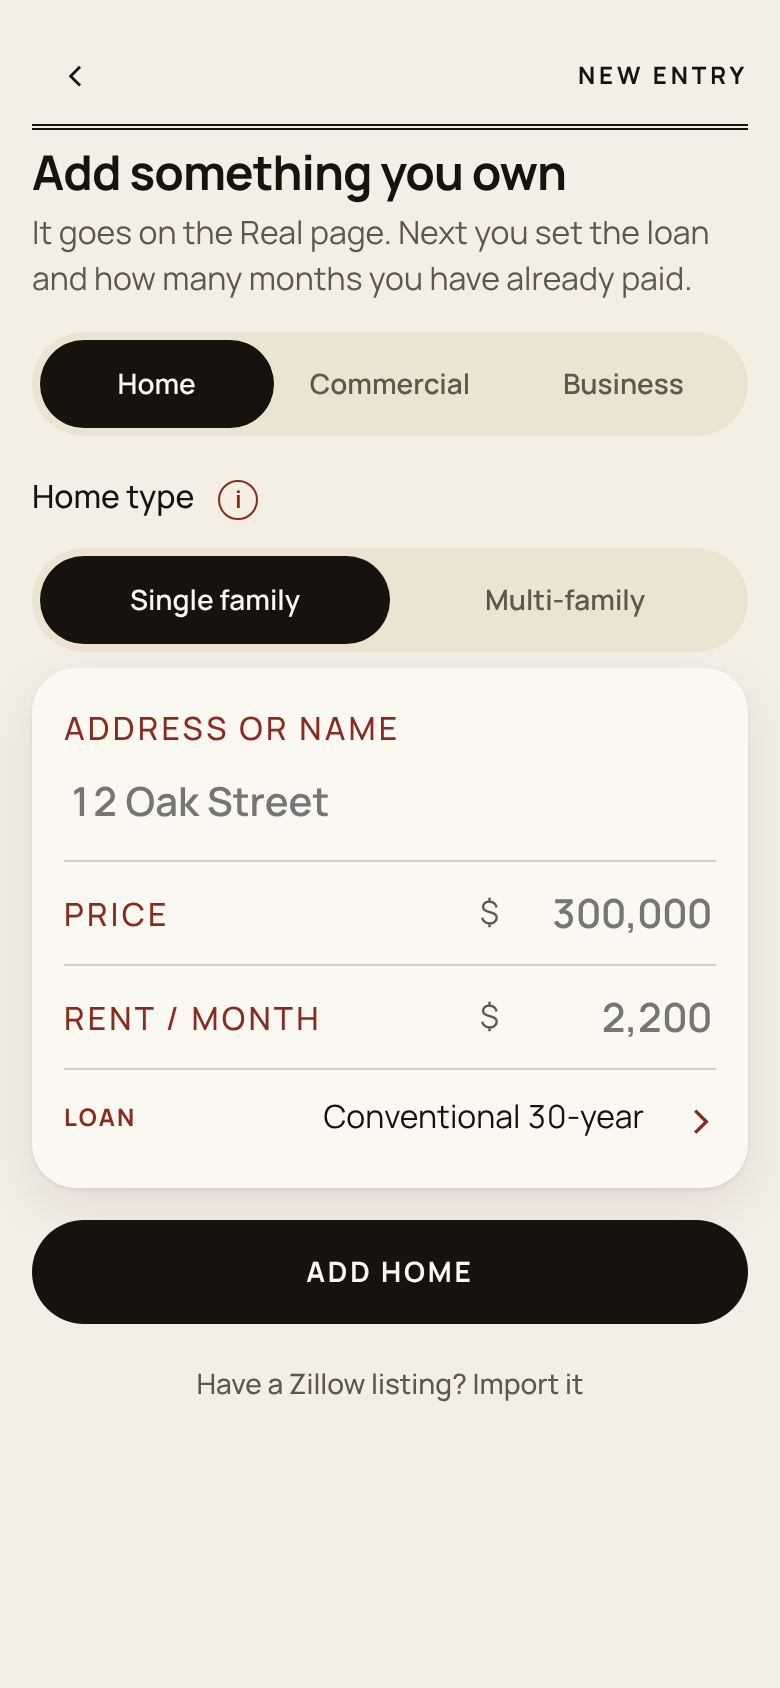 NEW ENTRY
Add something you own
It goes on the Real page. Next you set the loan
and how many months you have already paid.
Home Commercial Business
Home type i
Single family Multi-family
ADDRESS OR NAME
12 Oak Street
PRICE $ 300,000
RENT / MONTH $ 2,200
LOAN Conventional 30-year
ADD HOME
Have a Zillow listing? Import it